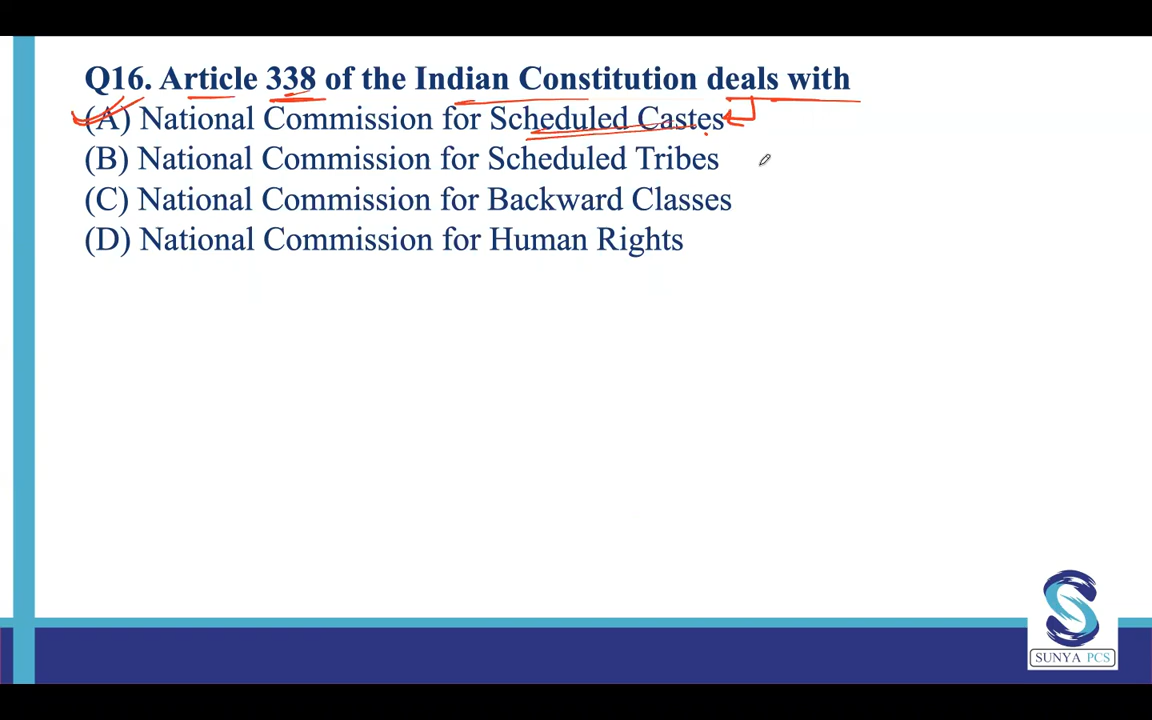 Q16. Article 338 of the Indian Constitution deals with
(A) National Commission for Scheduled Castes
(B) National Commission for Scheduled Tribes
(C) National Commission for Backward Classes
(D) National Commission for Human Rights
SUNYA PCS